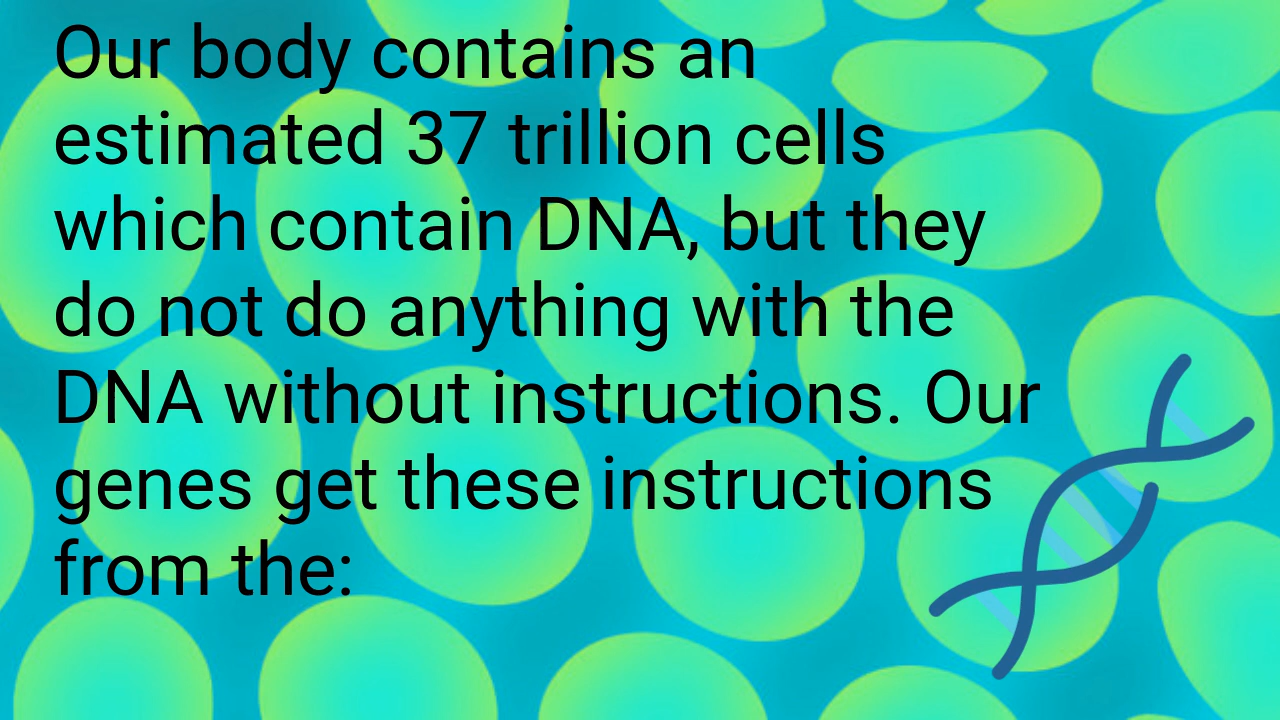 Our body contains an
estimated 37 trillion cells
which contain DNA, but they
do not do anything with the
DNA without instructions. Our
genes get these instructions
from the: